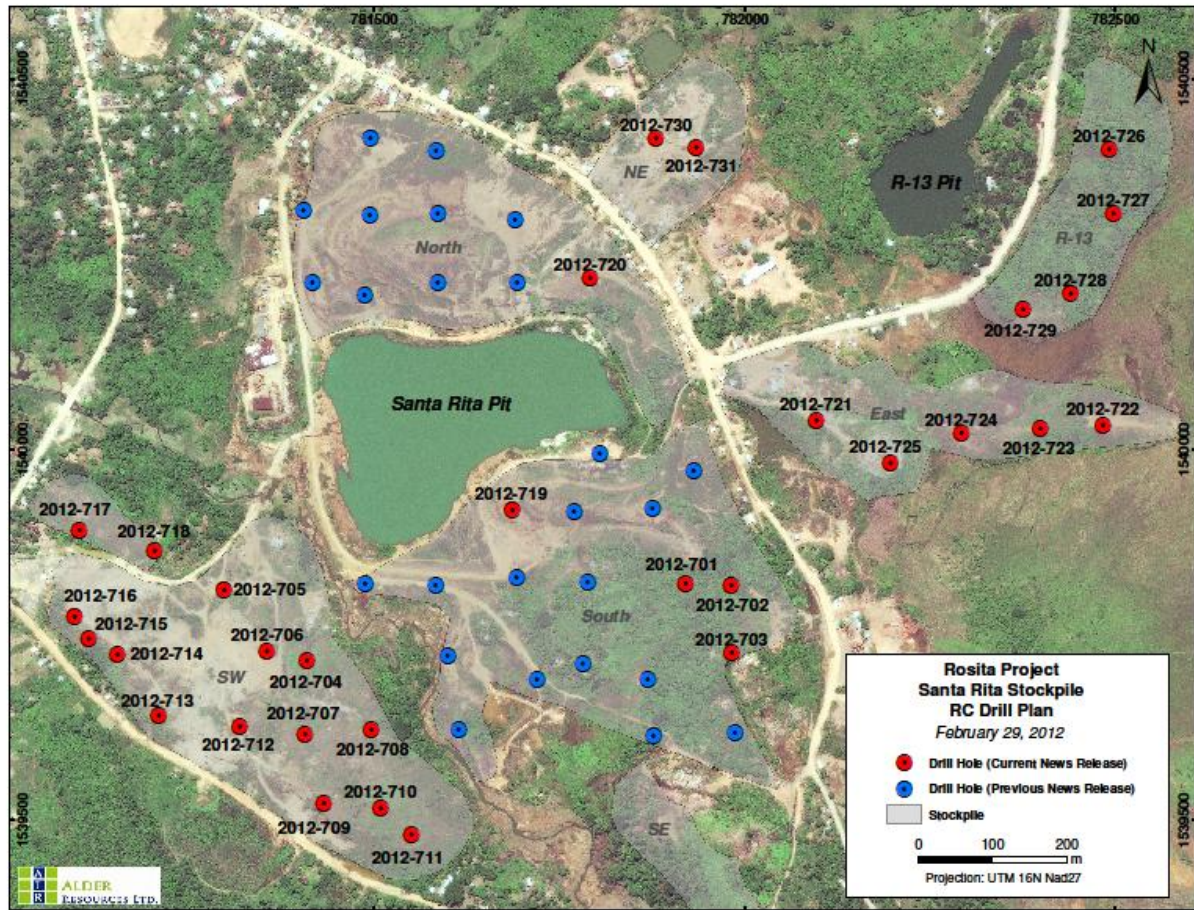 781500
782000
782500
N
1540500
1540500
2012-730
2012-731
NE
2012-726
R-13 Pit
2012-727
R-13
North
2012-720
2012-728
2012-729
Santa Rita Pit
2012-721
East
2012-724
2012-722
2012-723
2012-725
1540000
1540000
2012-719
2012-717
2012-718
2012-701
2012-705
2012-702
2012-716
2012-715
2012-706
South
2012-714
2012-704
2012-703
SW
2012-713
2012-707
2012-712
2012-708
2012-710
2012-709
2012-711
SE
1539500
1539500
Rosita Project
Santa Rita Stockpile
RC Drill Plan
February 29, 2012
Drill Hole (Current News Release)
Drill Hole (Previous News Release)
Stockpile
0 100 200
m
Projection: UTM 16N Nad27
ALDER
RESOURCES LTD.